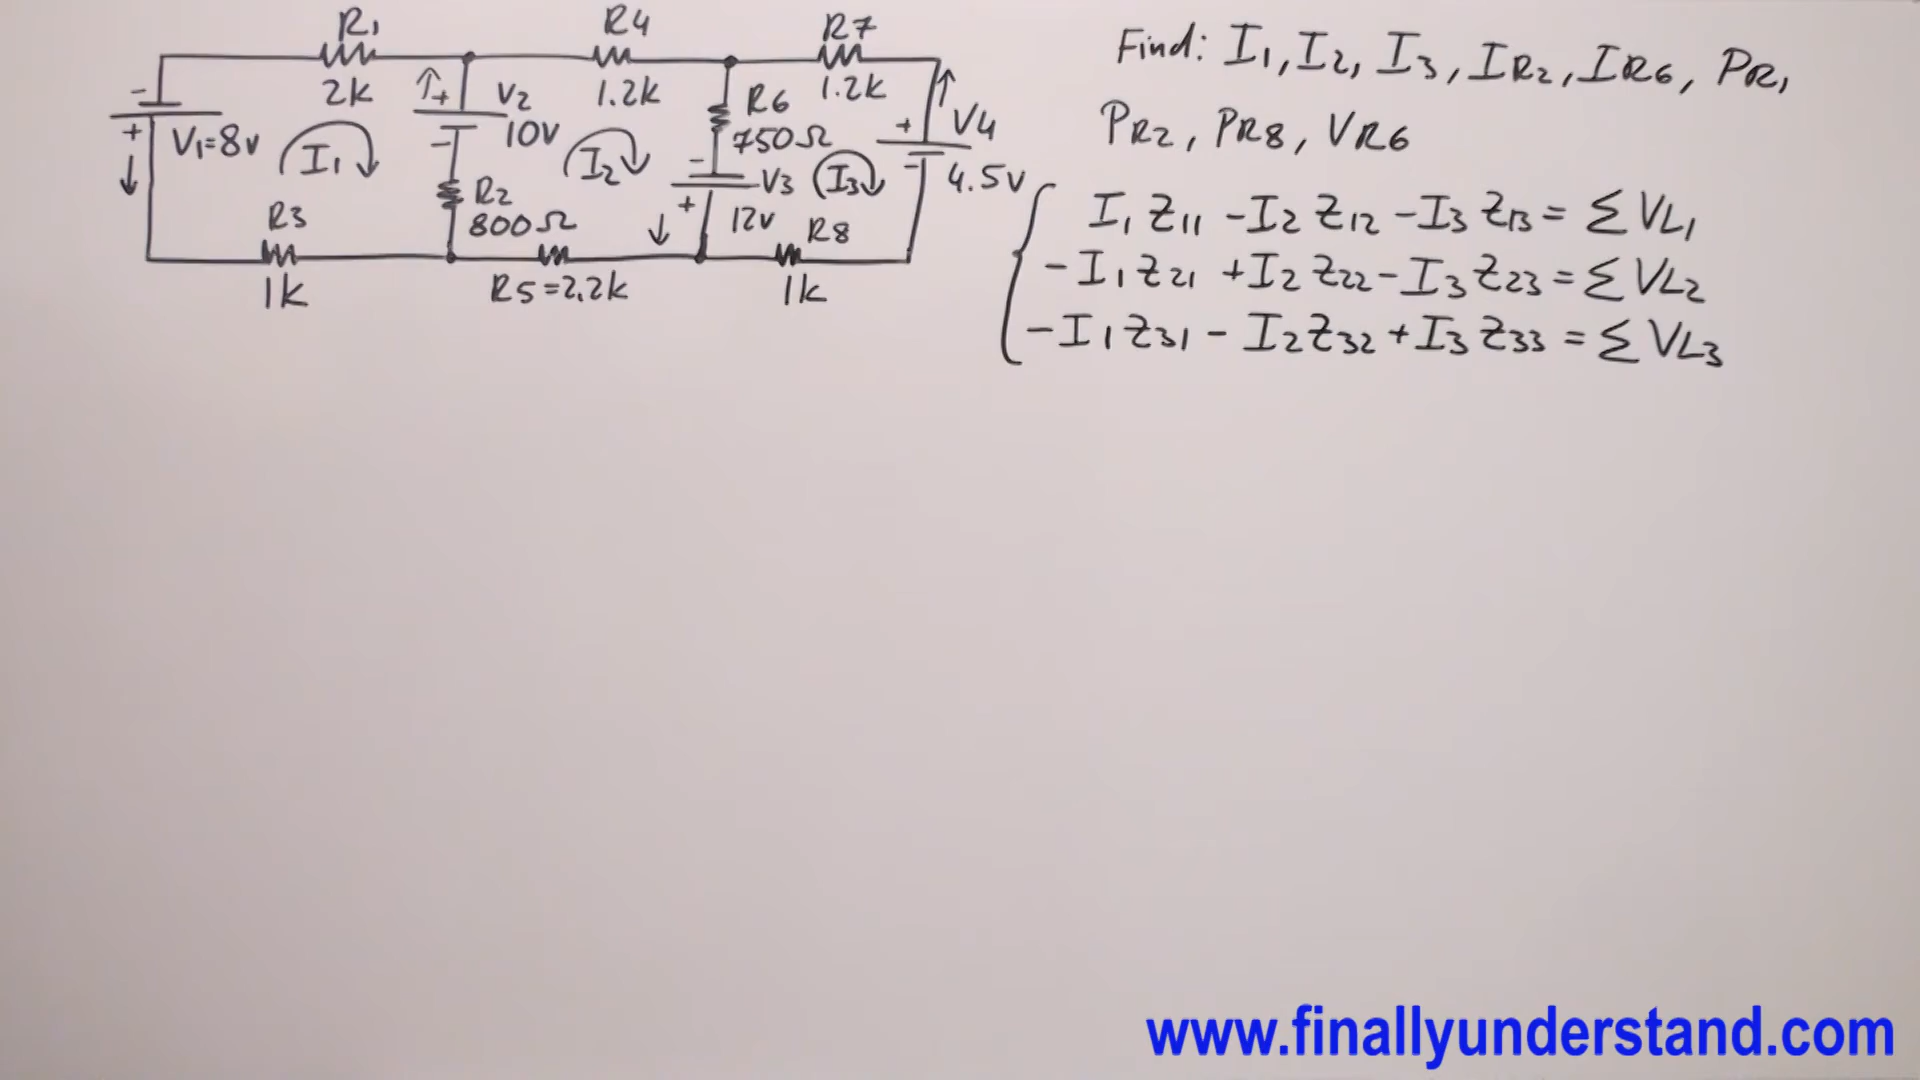 R1 R4 R7
2k 1.2k 1.2k
- + V2 10v R6 750Ω + V4
+ V1=8v I1 - I2 - V3 I3 - 4.5v
R3 R2 800Ω + 12v R8
1k R5=2.2k 1k
Find: I1, I2, I3, IR2, IR6, PR1
PR2, PR8, VR6
I1 Z11 - I2 Z12 - I3 Z13 = ∑ VL1
- I1 Z21 + I2 Z22 - I3 Z23 = ∑ VL2
- I1 Z31 - I2 Z32 + I3 Z33 = ∑ VL3
www.finallyunderstand.com